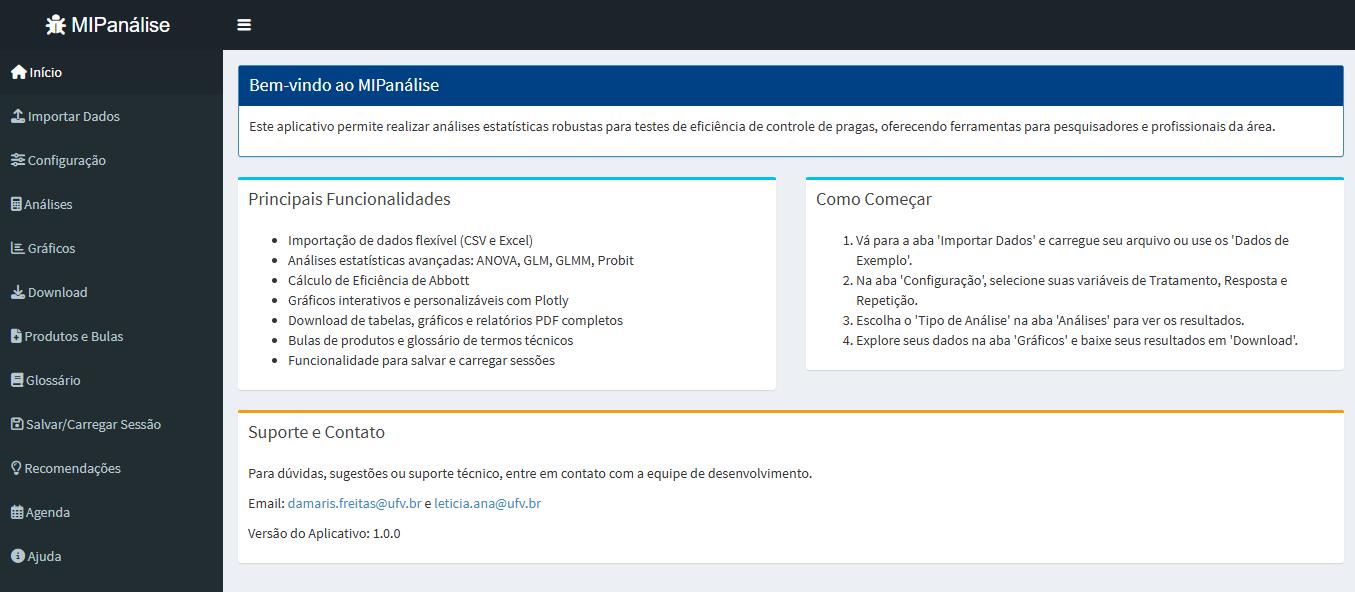 MIPanálise
Início
Importar Dados
Configuração
Análises
Gráficos
Download
Produtos e Bulas
Glossário
Salvar/Carregar Sessão
Recomendações
Agenda
Ajuda
Bem-vindo ao MIPanálise
Este aplicativo permite realizar análises estatísticas robustas para testes de eficiência de controle de pragas, oferecendo ferramentas para pesquisadores e profissionais da área.
Principais Funcionalidades
• Importação de dados flexível (CSV e Excel)
• Análises estatísticas avançadas: ANOVA, GLM, GLMM, Probit
• Cálculo de Eficiência de Abbott
• Gráficos interativos e personalizáveis com Plotly
• Download de tabelas, gráficos e relatórios PDF completos
• Bulas de produtos e glossário de termos técnicos
• Funcionalidade para salvar e carregar sessões
Como Começar
1. Vá para a aba 'Importar Dados' e carregue seu arquivo ou use os 'Dados de
Exemplo'.
2. Na aba 'Configuração', selecione suas variáveis de Tratamento, Resposta e
Repetição.
3. Escolha o 'Tipo de Análise' na aba 'Análises' para ver os resultados.
4. Explore seus dados na aba 'Gráficos' e baixe seus resultados em 'Download'.
Suporte e Contato
Para dúvidas, sugestões ou suporte técnico, entre em contato com a equipe de desenvolvimento.
Email: damaris.freitas@ufv.br e leticia.ana@ufv.br
Versão do Aplicativo: 1.0.0